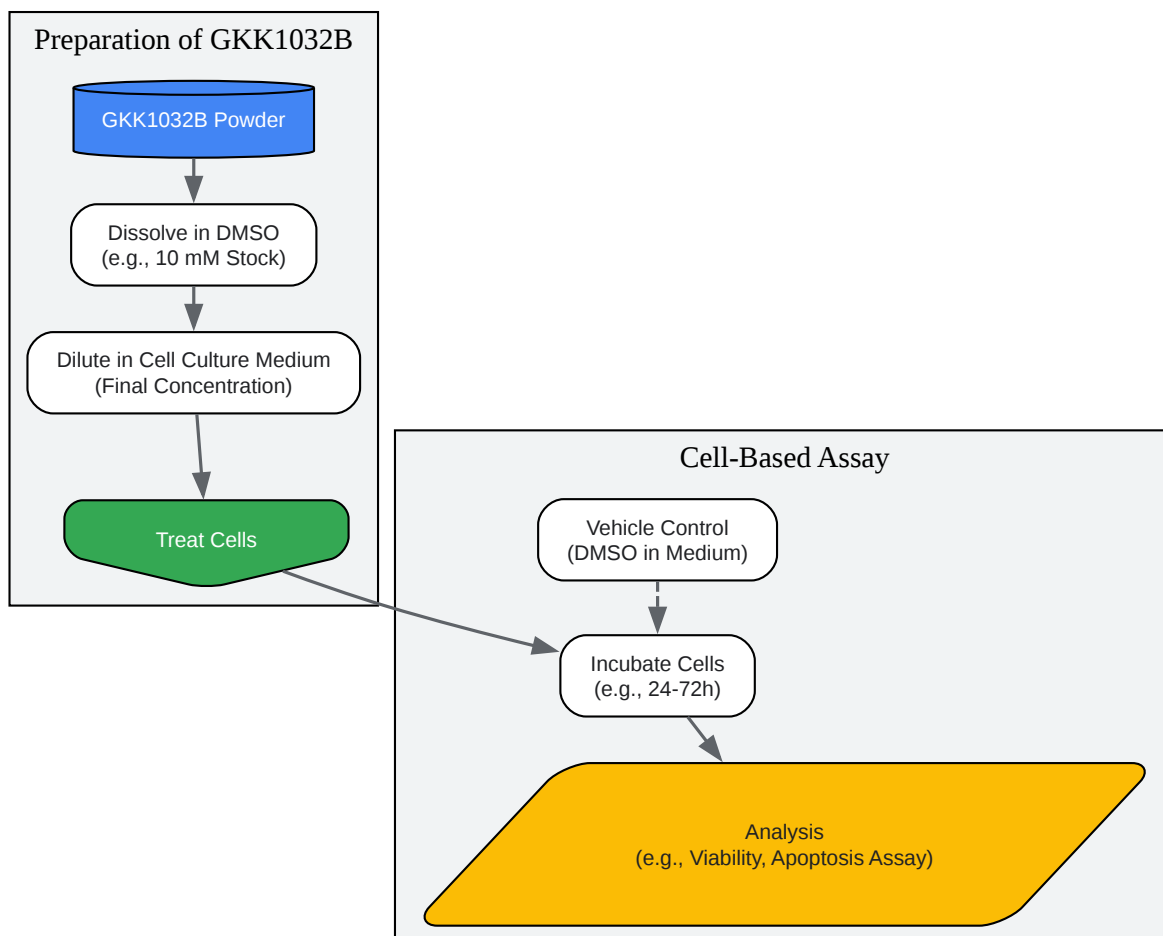 Preparation of GKK1032B
GKK1032B Powder
Dissolve in DMSO
(e.g., 10 mM Stock)
Dilute in Cell Culture Medium
(Final Concentration)
Treat Cells
Cell-Based Assay
Vehicle Control
(DMSO in Medium)
Incubate Cells
(e.g., 24-72h)
Analysis
(e.g., Viability, Apoptosis Assay)